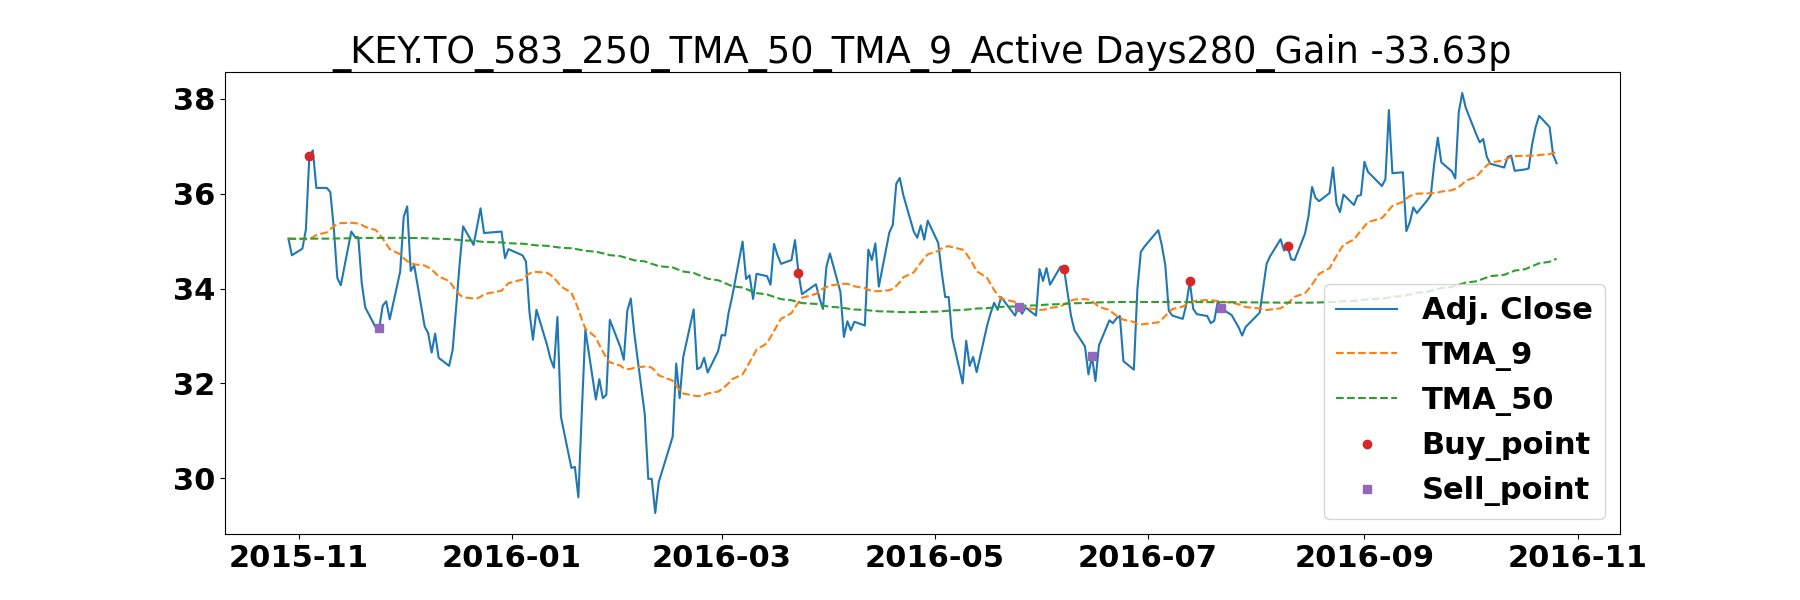 _KEY.TO_583_250_TMA_50_TMA_9_Active Days280_Gain -33.63p
38
36
34
32
30
Adj. Close
TMA_9
TMA_50
Buy_point
Sell_point
2015-11 2016-01 2016-03 2016-05 2016-07 2016-09 2016-11